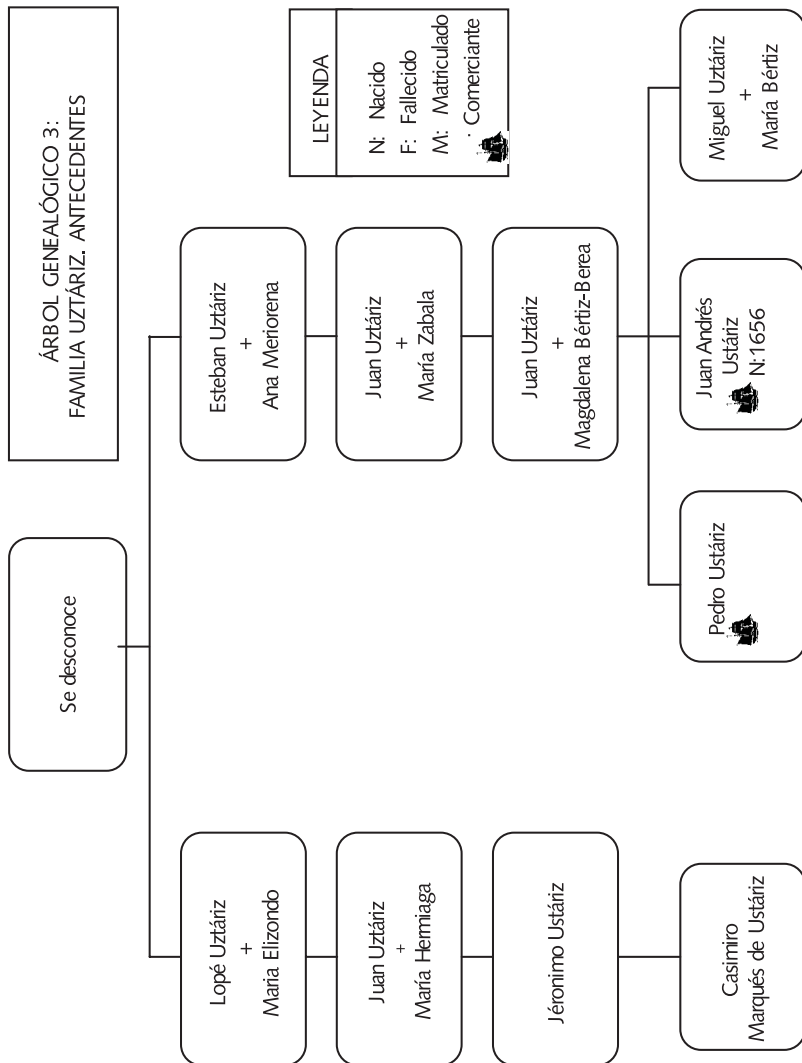 ÁRBOL GENEALÓGICO 3:
FAMILIA UZTÁRIZ. ANTECEDENTES
Se desconoce
Lopé Uztáriz
+
Maria Elizondo
Esteban Uztáriz
+
Ana Meriorena
LEYENDA
N: Nacido
F: Fallecido
M: Matriculado
· Comerciante
Juan Uztáriz
+
María Hermiaga
Juan Uztáriz
+
María Zabala
Jéronimo Ustáriz
Juan Uztáriz
+
Magdalena Bértiz-Berea
Casimiro
Marqués de Ustáriz
Pedro Ustáriz
Juan Andrés
Ustáriz
N:1656
Miguel Uztáriz
+
María Bértiz